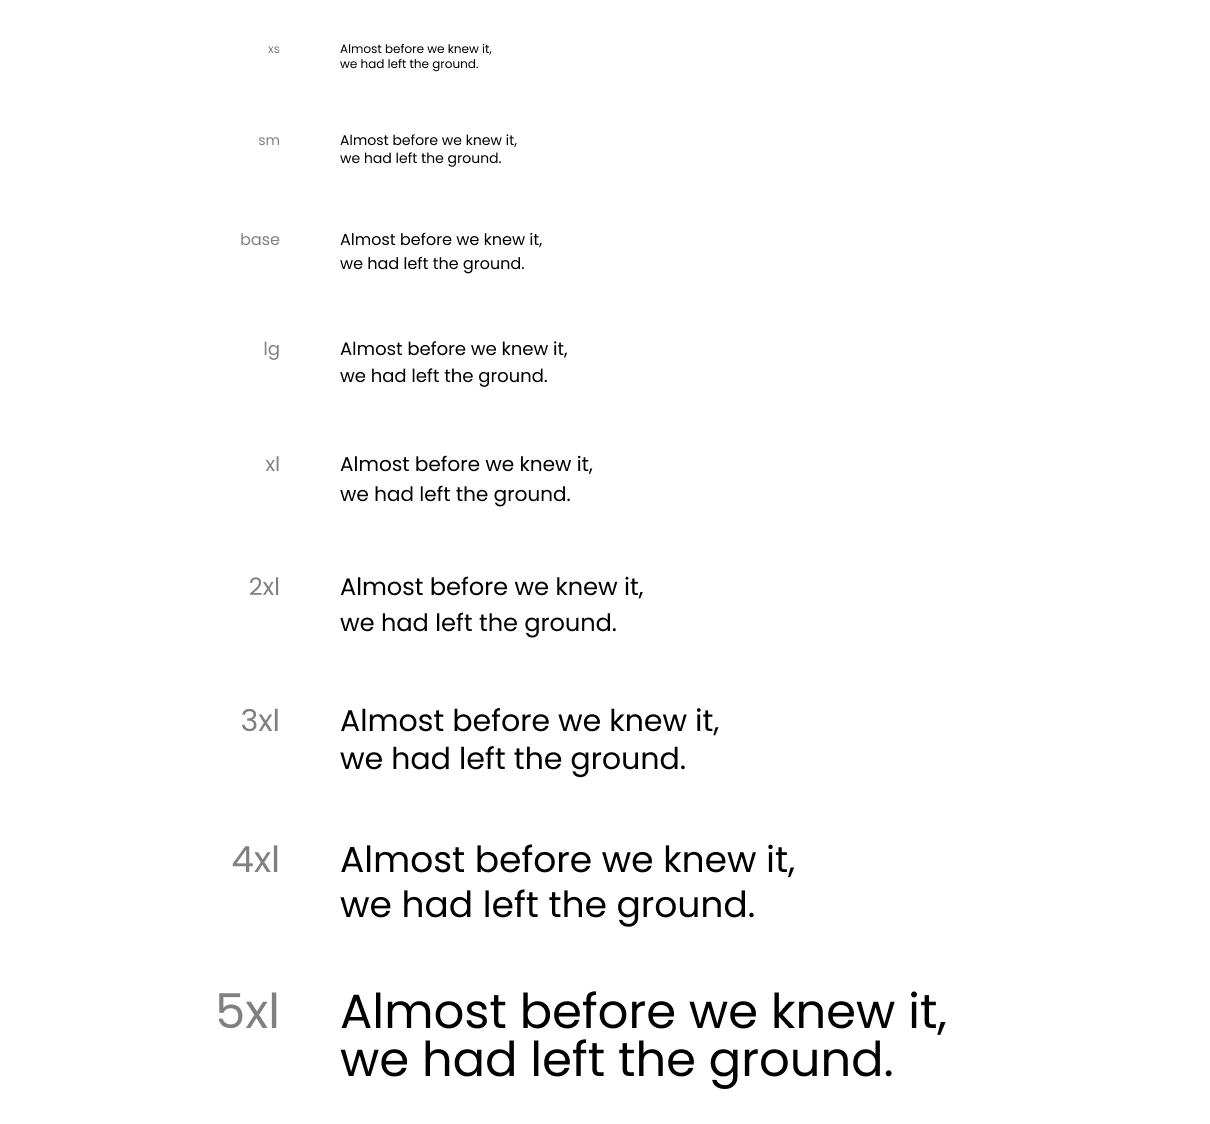 xs
Almost before we knew it,
we had left the ground.
sm
Almost before we knew it,
we had left the ground.
base
Almost before we knew it,
we had left the ground.
lg
Almost before we knew it,
we had left the ground.
xl
Almost before we knew it,
we had left the ground.
2xl
Almost before we knew it,
we had left the ground.
3xl
Almost before we knew it,
we had left the ground.
4xl
Almost before we knew it,
we had left the ground.
5xl
Almost before we knew it,
we had left the ground.